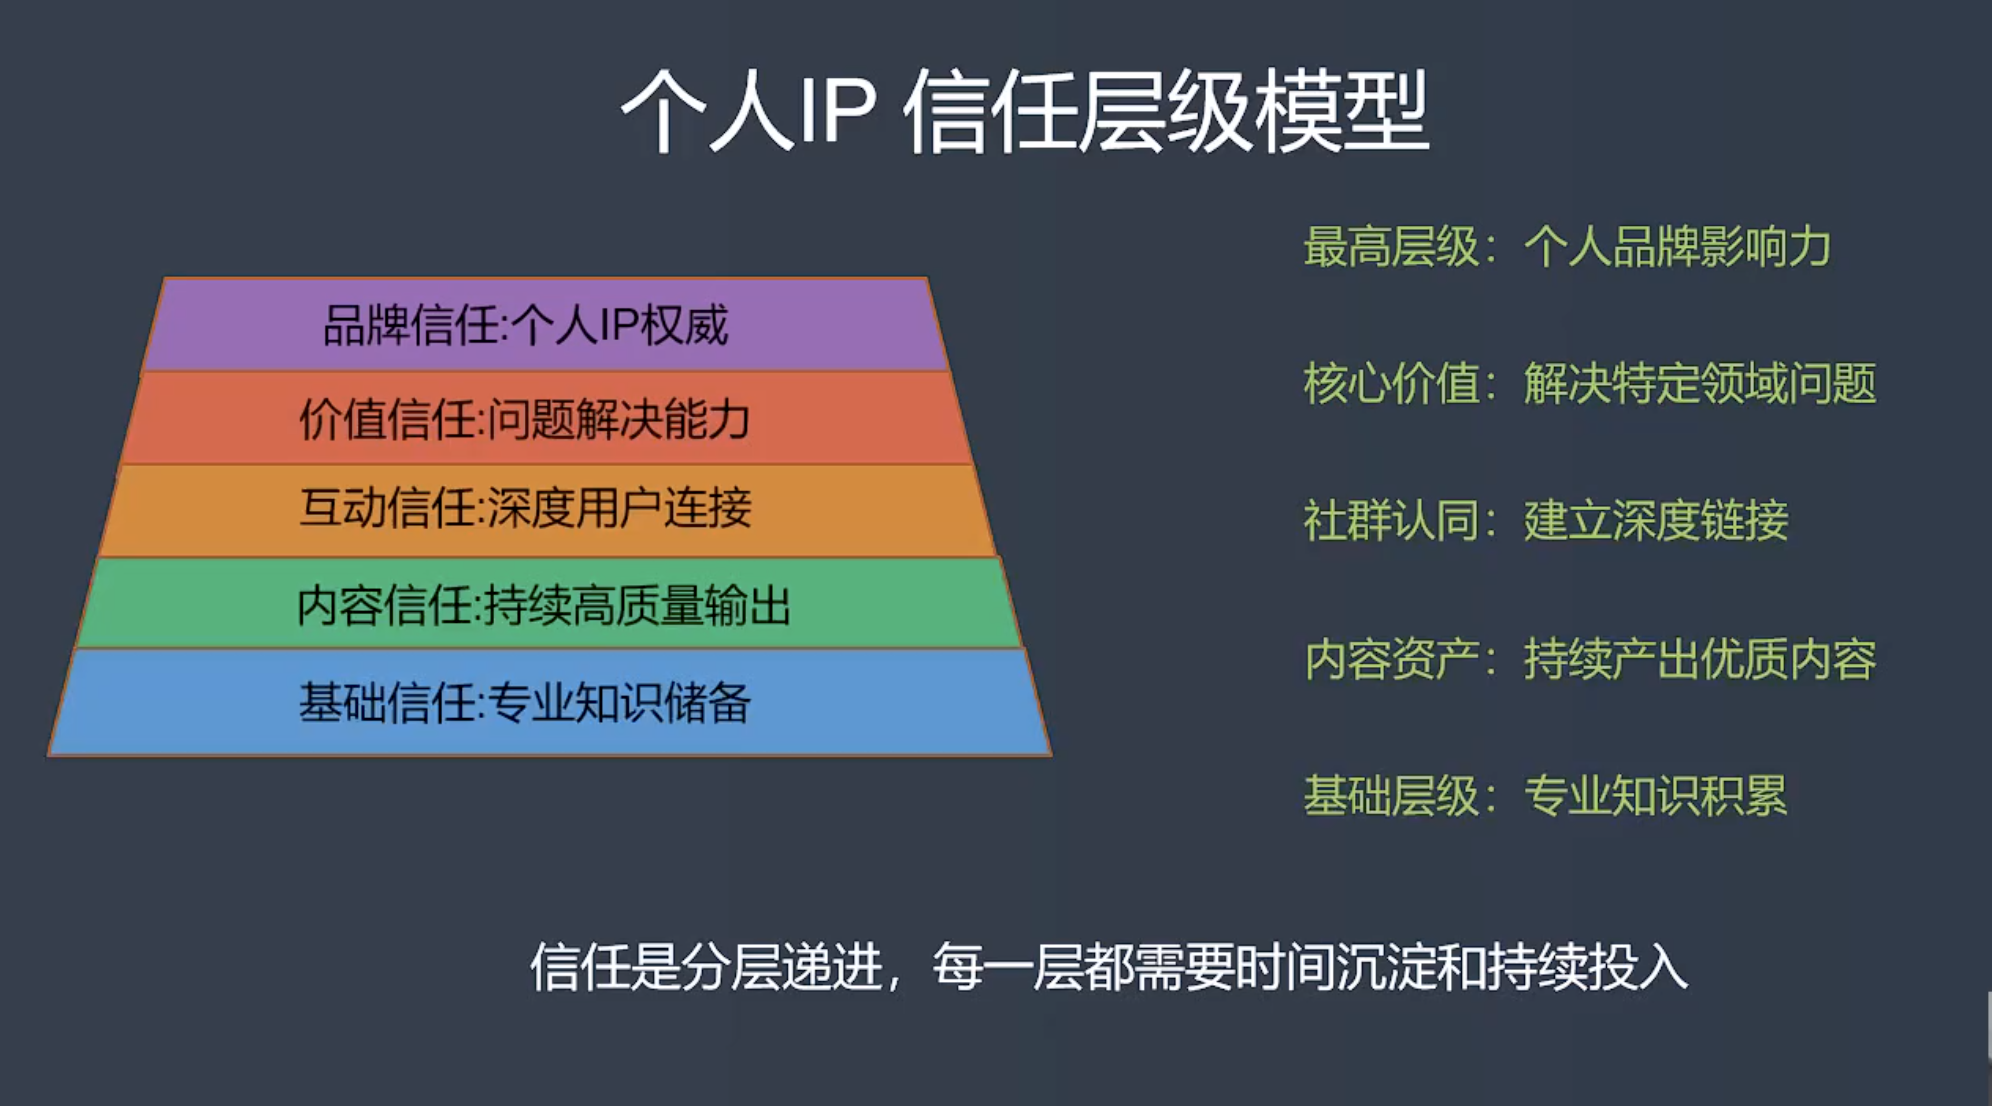 个人IP 信任层级模型
品牌信任:个人IP权威
价值信任:问题解决能力
互动信任:深度用户连接
内容信任:持续高质量输出
基础信任:专业知识储备
最高层级：个人品牌影响力
核心价值：解决特定领域问题
社群认同：建立深度链接
内容资产：持续产出优质内容
基础层级：专业知识积累
信任是分层递进，每一层都需要时间沉淀和持续投入